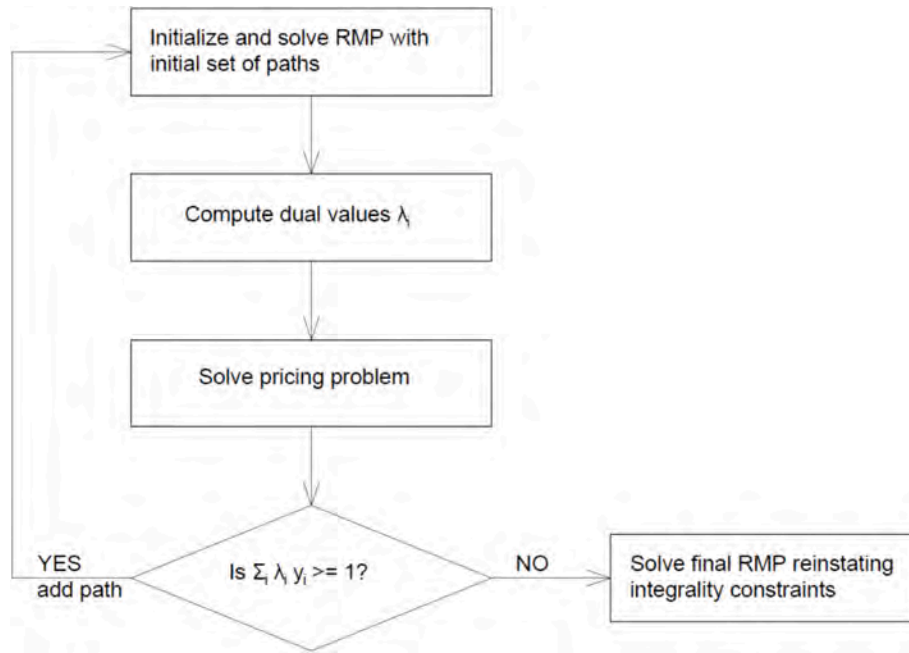 Initialize and solve RMP with
initial set of paths
Compute dual values λᵢ
Solve pricing problem
Is Σᵢ λᵢ yᵢ >= 1?
YES
add path
NO
Solve final RMP reinstating
integrality constraints